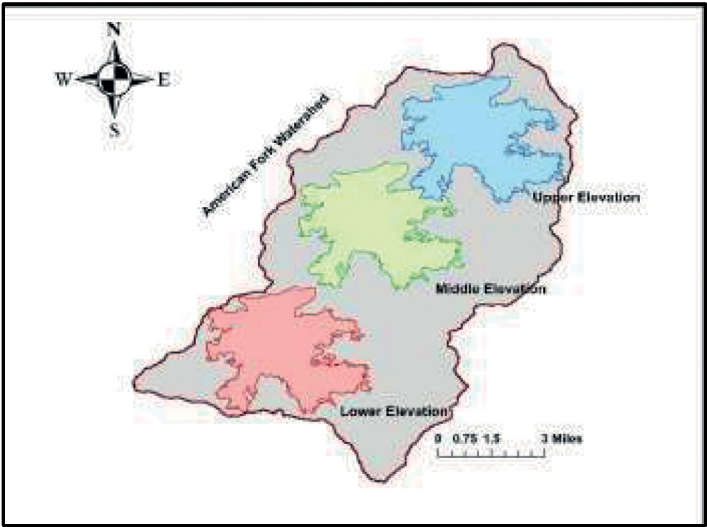 N
W E
S
American Fork Watershed
Upper Elevation
Middle Elevation
Lower Elevation
0 0.75 1.5 3 Miles